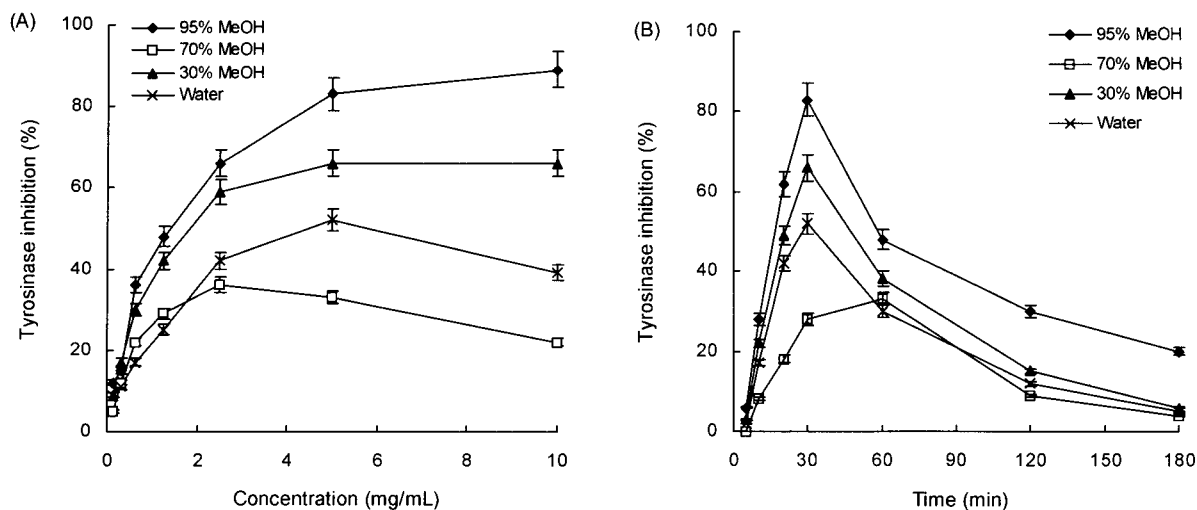 (A)
100
80
60
40
20
0
Tyrosinase inhibition (%)
95% MeOH
70% MeOH
30% MeOH
Water
0 2 4 6 8 10
Concentration (mg/mL)
(B)
100
80
60
40
20
0
Tyrosinase inhibition (%)
95% MeOH
70% MeOH
30% MeOH
Water
0 30 60 90 120 150 180
Time (min)